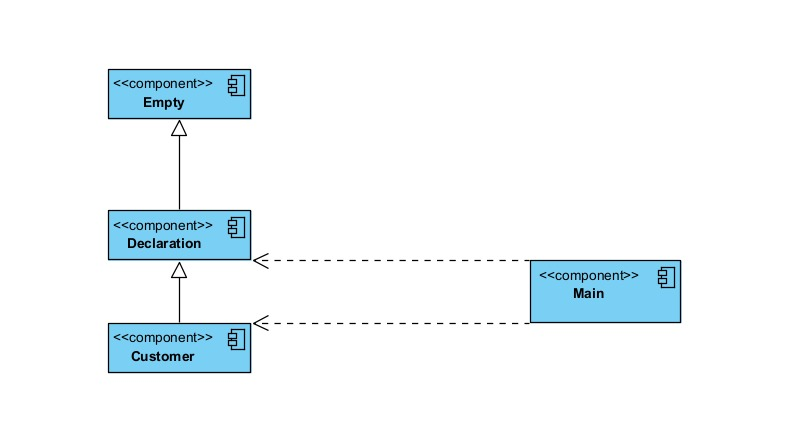 <<component>>
Empty
<<component>>
Declaration
<<component>>
Main
<<component>>
Customer